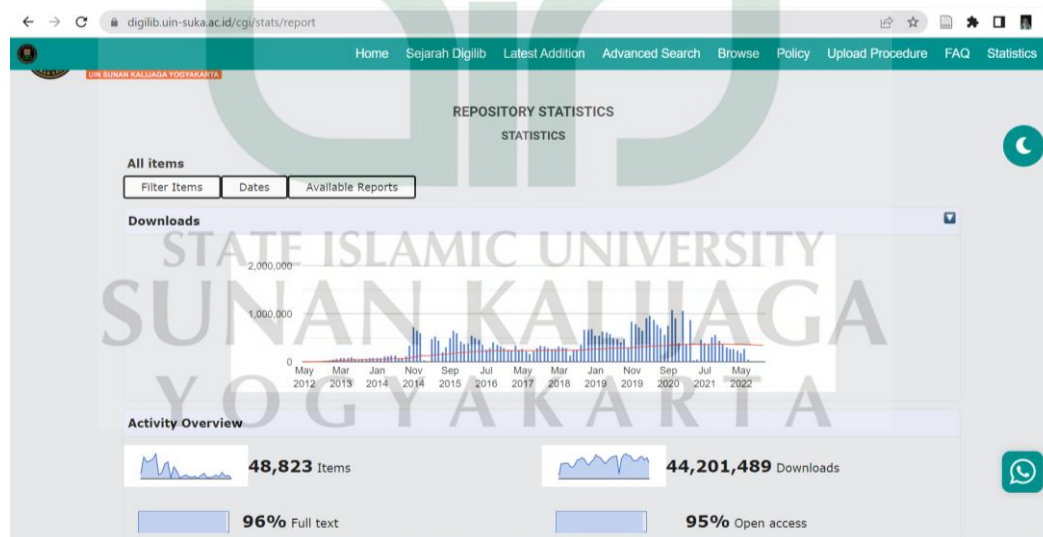 digilib.uin-suka.ac.id/cgi/stats/report
Home Sejarah Digilib Latest Addition Advanced Search Browse Policy Upload Procedure FAQ Statistics
UIN SUNAN KALIJAGA YOGYAKARTA
REPOSITORY STATISTICS
STATISTICS
All items
Filter Items Dates Available Reports
Downloads
STATE ISLAMIC UNIVERSITY
2,000,000
SUNAN KALIJAGA
1,000,000
0
May Mar Jan Nov Sep Jul May Mar Jan Nov Sep Jul May
2012 2013 2014 2014 2015 2016 2017 2018 2019 2019 2020 2021 2022
YOGYAKARTA
Activity Overview
48,823 Items 44,201,489 Downloads
96% Full text 95% Open access